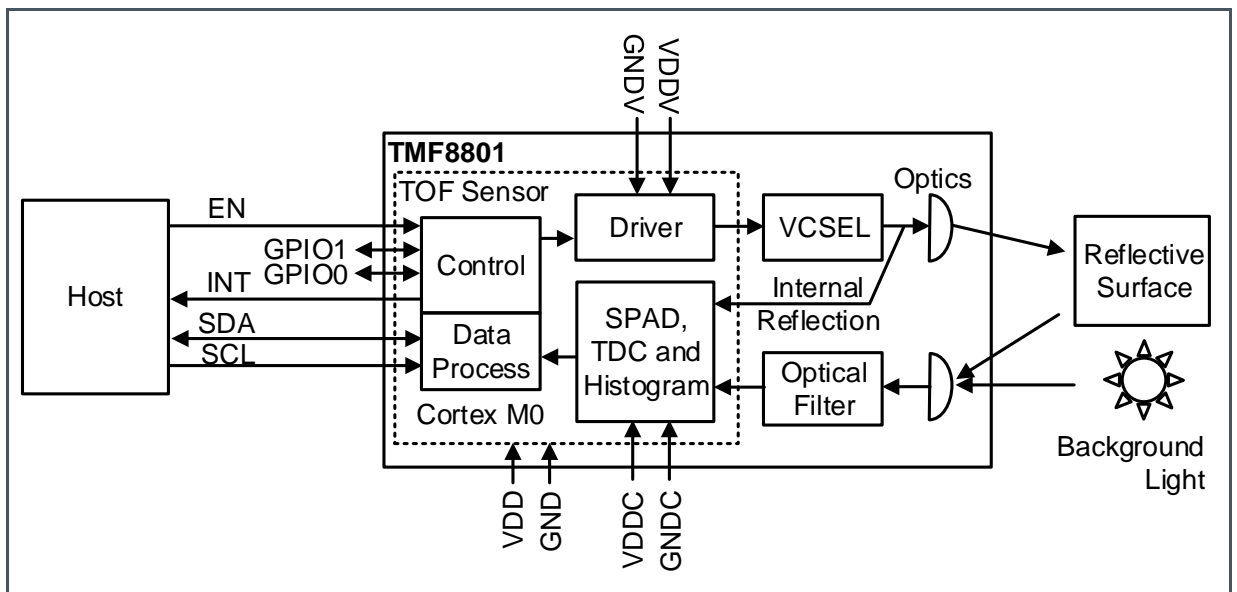 GNDV
VDDV
TMF8801
TOF Sensor
Optics
EN
Driver
VCSEL
GPIO1
GPIO0
Control
Reflective
Surface
Host
INT
Internal
Reflection
SDA
Data
Process
SPAD,
TDC and
Histogram
SCL
Optical
Filter
Cortex M0
Background
Light
VDD
GND
VDDC
GNDC